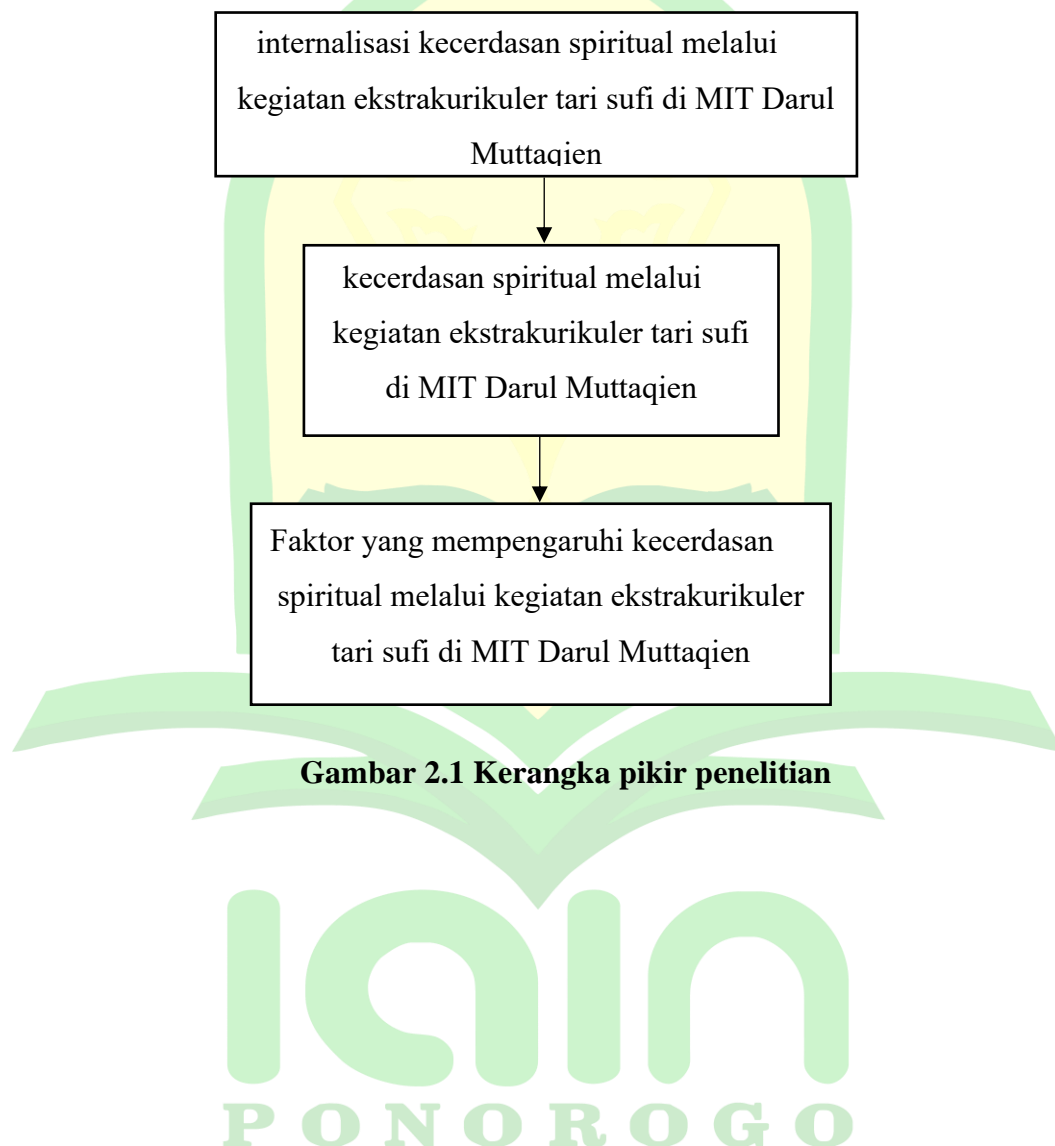 internalisasi kecerdasan spiritual melalui
kegiatan ekstrakurikuler tari sufi di MIT Darul
Muttaqien
kecerdasan spiritual melalui
kegiatan ekstrakurikuler tari sufi
di MIT Darul Muttaqien
Faktor yang mempengaruhi kecerdasan
spiritual melalui kegiatan ekstrakurikuler
tari sufi di MIT Darul Muttaqien
Gambar 2.1 Kerangka pikir penelitian
iain
PONOROGO